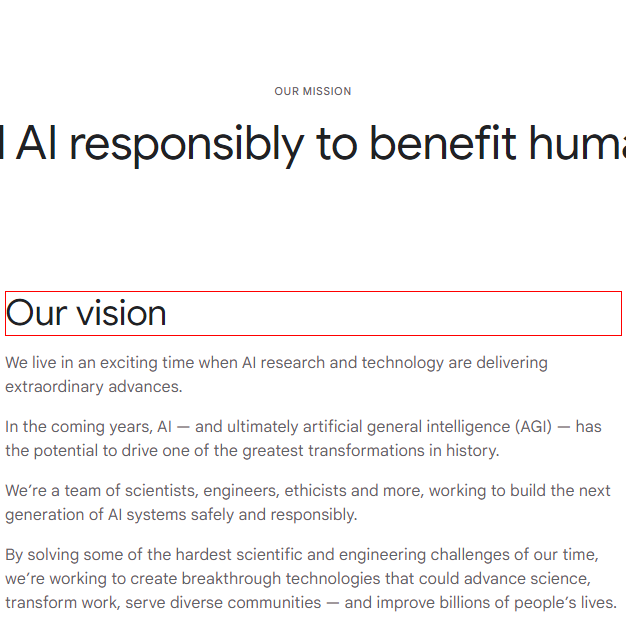 OUR MISSION
AI responsibly to benefit
Our vision
We live in an exciting time when AI research and technology are delivering
extraordinary advances.
In the coming years, AI — and ultimately artificial general intelligence (AGI) — has
the potential to drive one of the greatest transformations in history.
We’re a team of scientists, engineers, ethicists and more, working to build the next
generation of AI systems safely and responsibly.
By solving some of the hardest scientific and engineering challenges of our time,
we’re working to create breakthrough technologies that could advance science,
transform work, serve diverse communities — and improve billions of people’s lives.